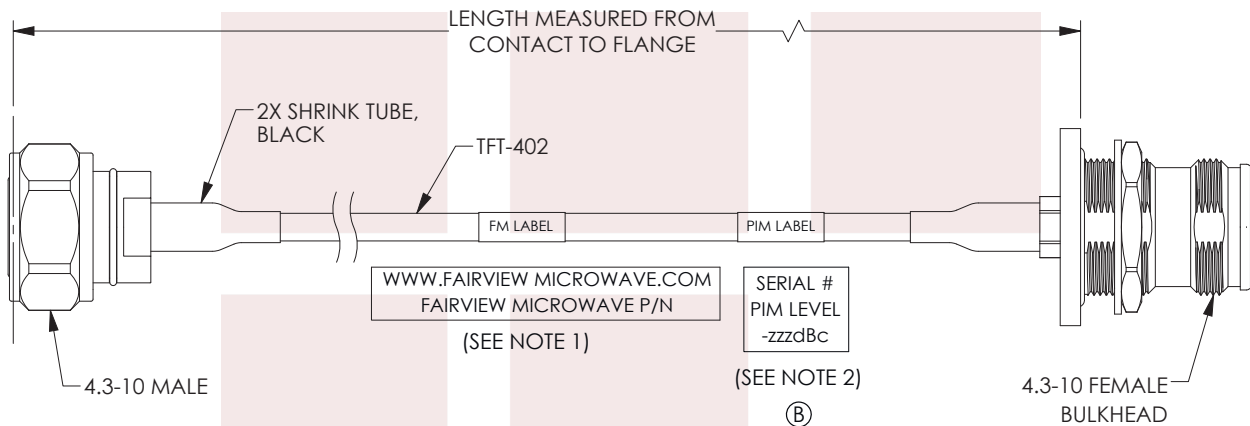 LENGTH MEASURED FROM
CONTACT TO FLANGE
2X SHRINK TUBE,
BLACK
TFT-402
FM LABEL
PIM LABEL
WWW.FAIRVIEW MICROWAVE.COM
FAIRVIEW MICROWAVE P/N
(SEE NOTE 1)
SERIAL #
PIM LEVEL
-zzzdBc
(SEE NOTE 2)
B
4.3-10 MALE
4.3-10 FEMALE
BULKHEAD